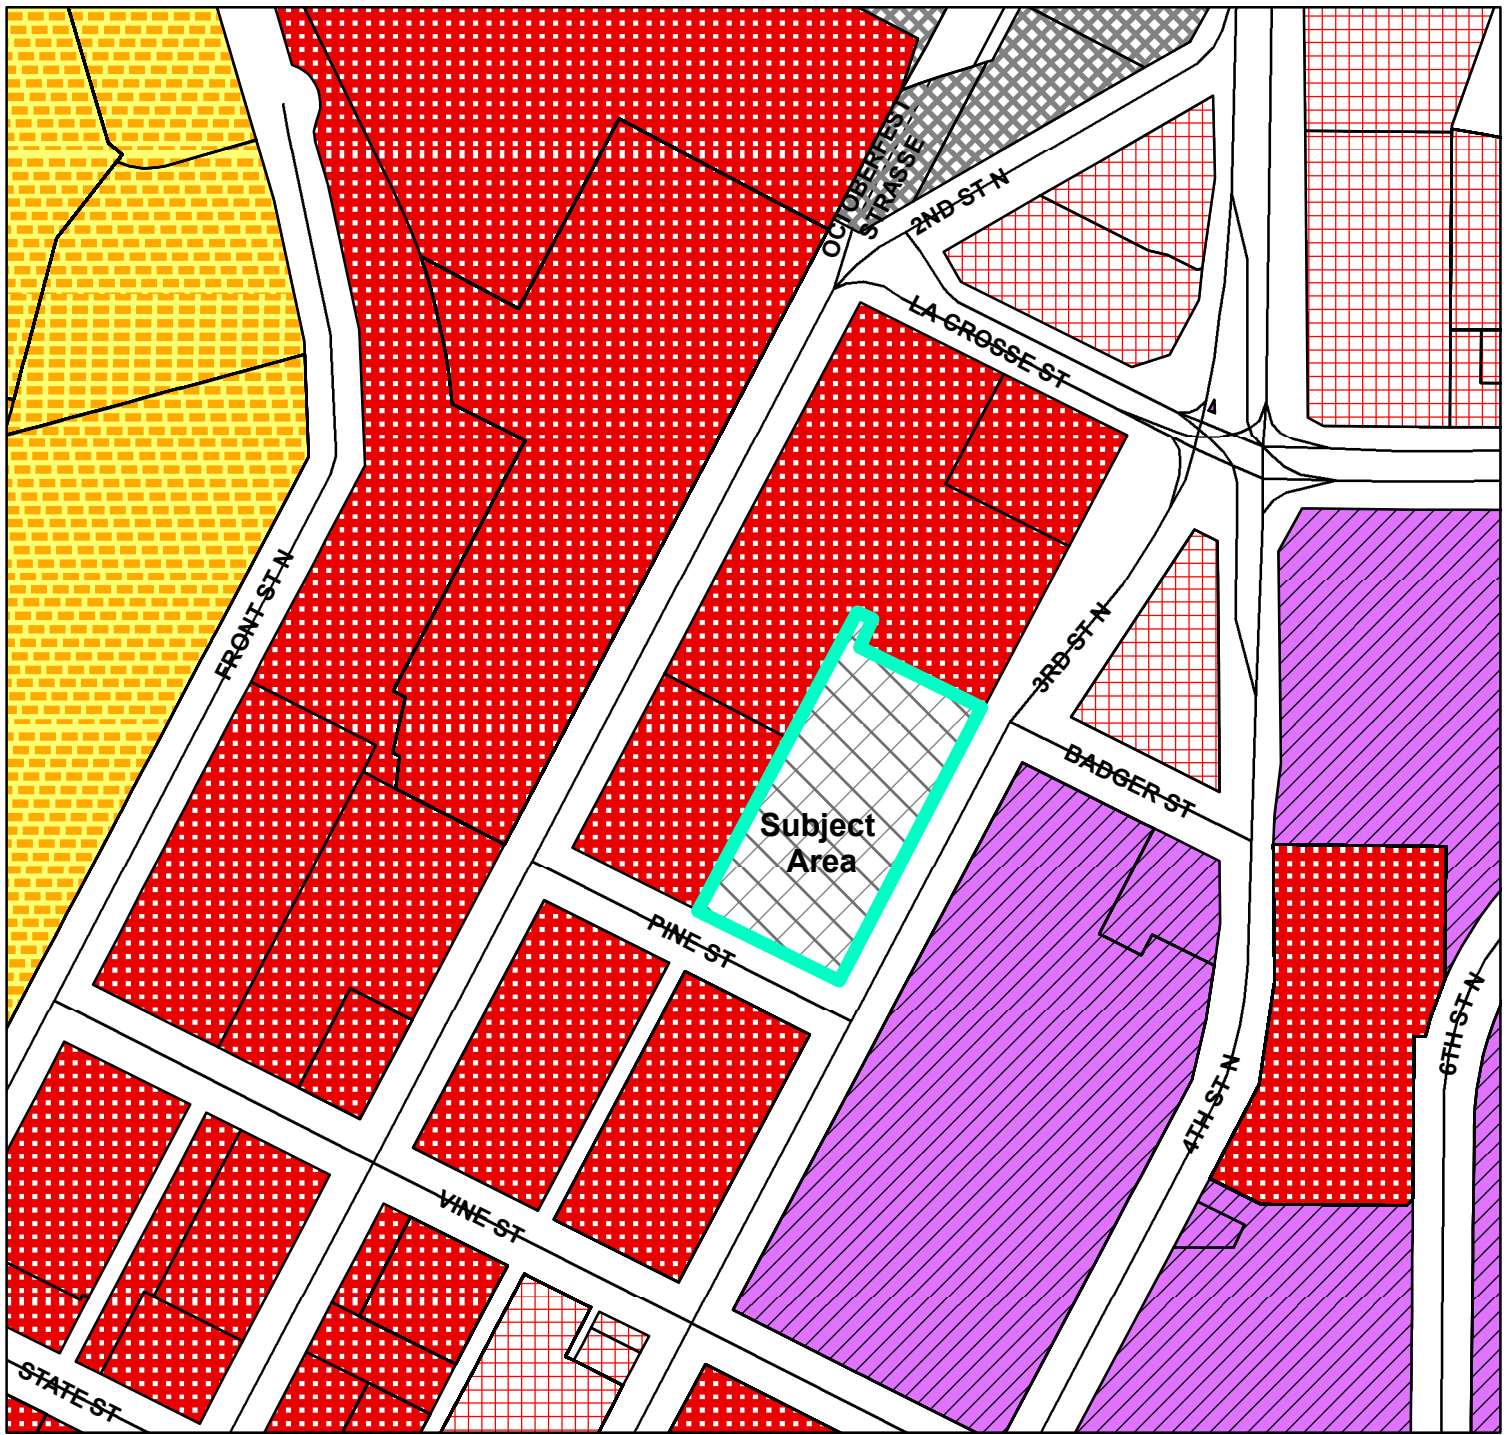 OCTOBERFEST
STRASSE
2ND ST N
LA CROSSE ST
FRONT ST N
3RD ST N
BADGER ST
Subject
Area
PINE ST
6TH ST N
4TH ST N
VINE ST
STATE ST